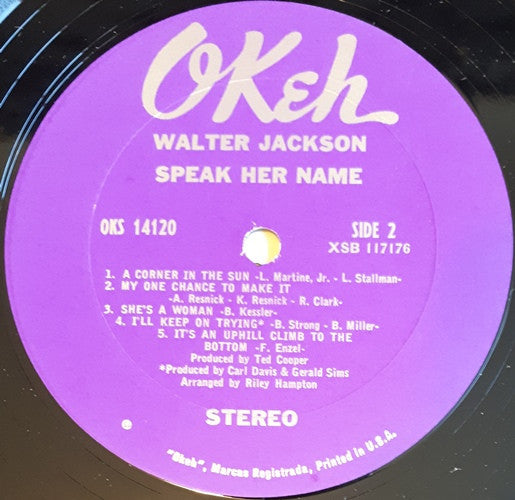 OKeh
WALTER JACKSON
SPEAK HER NAME
OKS 14120
SIDE 2
XSB 117176
1. A CORNER IN THE SUN -L. Martine, Jr. - L. Stallman-
2. MY ONE CHANCE TO MAKE IT
-A. Resnick - K. Resnick - R. Clark-
3. SHE'S A WOMAN -B. Kessler-
4. I'LL KEEP ON TRYING* -B. Strong - B. Miller-
5. IT'S AN UPHILL CLIMB TO THE
BOTTOM -F. Enzel-
Produced by Ted Cooper
*Produced by Carl Davis & Gerald Sims
Arranged by Riley Hampton
STEREO
"Okeh", Marcas Registrada, Printed in U.S.A.